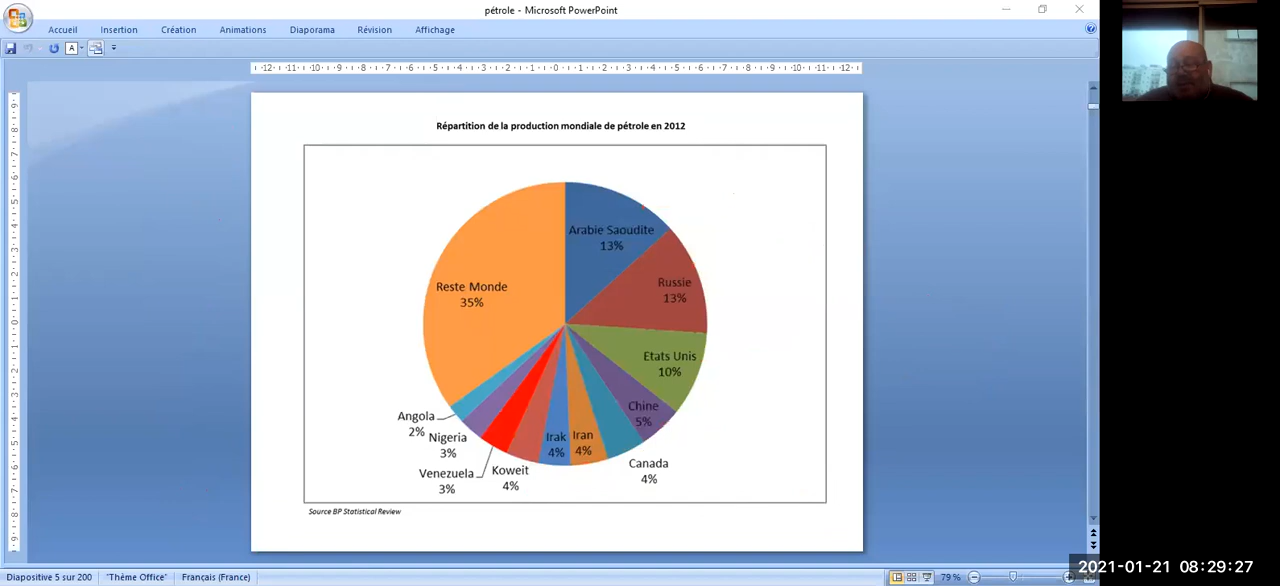 pétrole - Microsoft PowerPoint
Accueil Insertion Création Animations Diaporama Révision Affichage
A
Répartition de la production mondiale de pétrole en 2012
Arabie Saoudite
13%
Russie
13%
Etats Unis
10%
Chine
5%
Canada
4%
Iran
4%
Irak
4%
Koweit
4%
Venezuela
3%
Nigeria
3%
Angola
2%
Reste Monde
35%
Source BP Statistical Review
Diapositive 5 sur 200 "Thème Office" Français (France) 79 %
2021-01-21 08:29:27